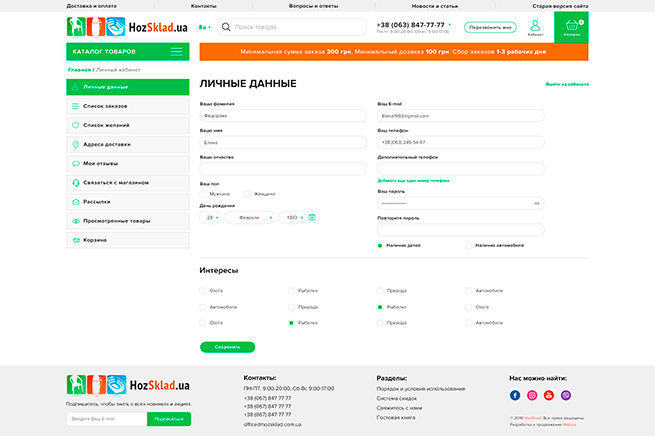 Доставка и оплата
Контакты
Вопросы и ответы
Новости и статьи
Старая версия сайта
HozSklad.ua
Ru
Поиск товара
+38 (063) 847-77-77
Пн-пт: 9:00-20:00, Сб-вс: 9:00-17:00
Перезвонить мне
Кабинет
Корзина
КАТАЛОГ ТОВАРОВ
Минимальная сумма заказа 300 грн. Минимальный дозаказ 100 грн. Сбор заказов 1-3 рабочих дня.
Главная / Личный кабинет
Личные данные
Список заказов
Список желаний
Адреса доставки
Мои отзывы
Связаться с магазином
Рассылки
Просмотренные товары
Корзина
ЛИЧНЫЕ ДАННЫЕ
Выйти из кабинета
Ваша фамилия
Федорова
Ваше имя
Елена
Ваше отчество
Ваш пол
Мужчина
Женщина
День рождения
28
Февраля
1993
Ваш E-mail
Elena1993@gmail.com
Ваш телефон
+38 (063) 245-54-87
Дополнительный телефон
Добавить еще один номер телефона
Ваш пароль
Повторите пароль
Наличие детей
Наличие автомобиля
Интересы
Охота
Рыбалка
Природа
Автомобили
Автомобили
Природа
Рыбалка
Охота
Охота
Рыбалка
Природа
Автомобили
Сохранить
HozSklad.ua
Подпишитесь, чтобы знать о всех новинках и акциях.
Введите Ваш E-mail
Подписаться
Контакты:
ПН-ПТ, 9:00-20:00, Сб-Вс 9:00-17:00
+38 (067) 847 77 77
+38 (067) 847 77 77
+38 (067) 847 77 77
office@hozsklad.com.ua
Разделы:
Порядок и условия использования
Система скидок
Свяжитесь с нами
Гостевая книга
Мы можно найти:
© 2019 HozSklad. Все права защищены.
Разработка и продвижение